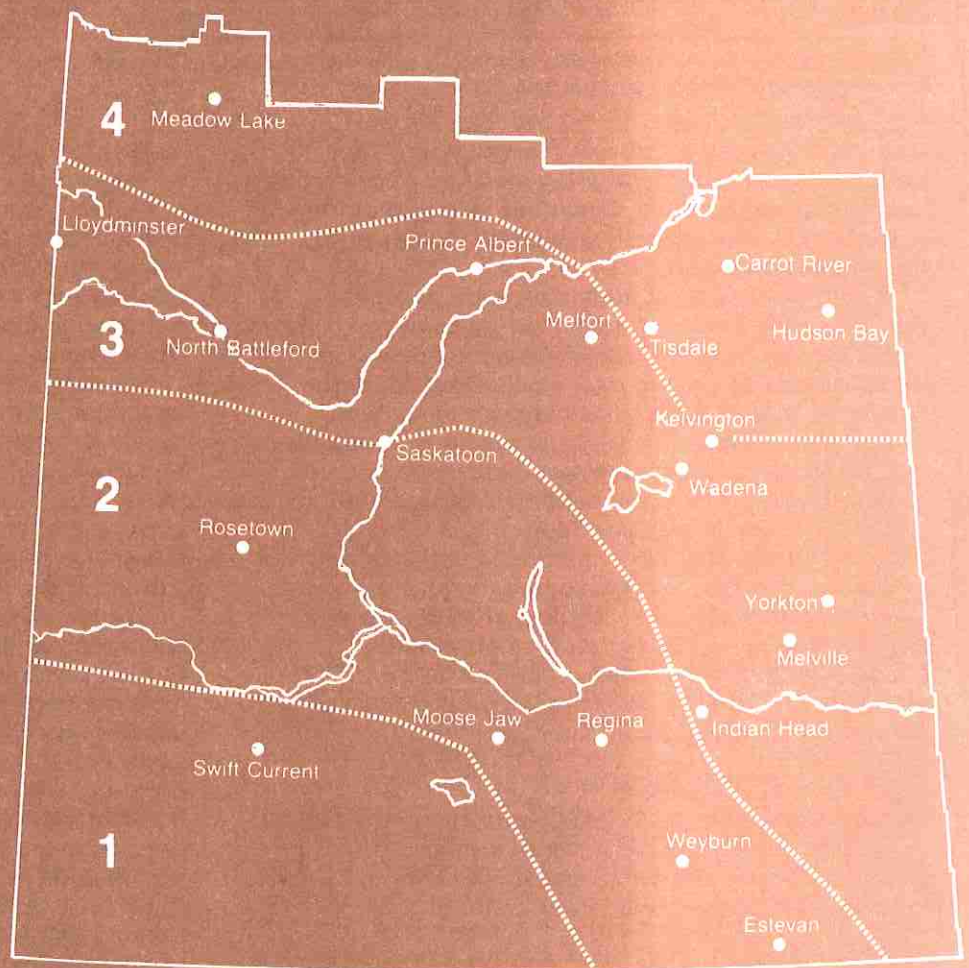 4
Meadow Lake
Lloydminster
Prince Albert
Carrot River
Melfort
Hudson Bay
3
North Battleford
Tisdale
Kelvington
Saskatoon
Wadena
2
Rosetown
Yorkton
Melville
Moose Jaw
Regina
Indian Head
Swift Current
1
Weyburn
Estevan